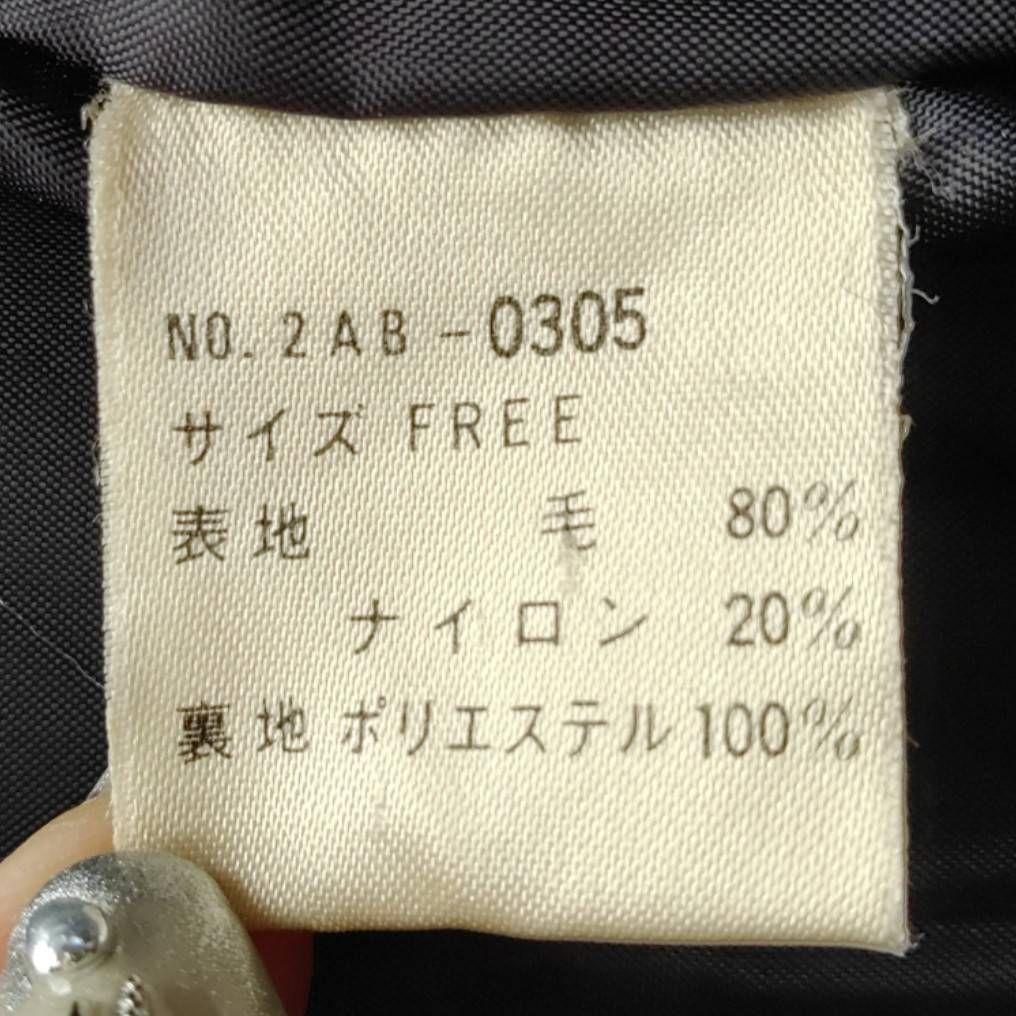 NO. 2AB-0305
サイズ FREE
表地 毛 80%
ナイロン 20%
裏地 ポリエステル 100%